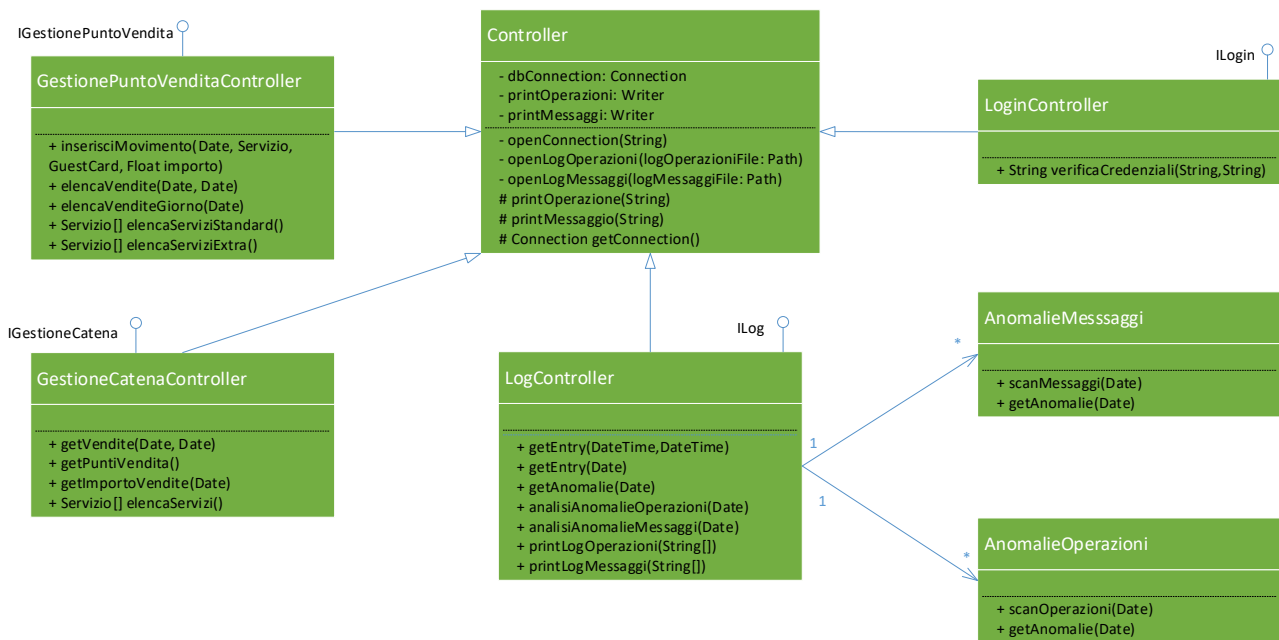 IGestionePuntoVendita
GestionePuntoVenditaController
+ inserisciMovimento(Date, Servizio,
GuestCard, Float importo)
+ elencaVendite(Date, Date)
+ elencaVenditeGiorno(Date)
+ Servizio[] elencaServiziStandard()
+ Servizio[] elencaServiziExtra()
Controller
- dbConnection: Connection
- printOperazioni: Writer
- printMessaggi: Writer
- openConnection(String)
- openLogOperazioni(logOperazioniFile: Path)
- openLogMessaggi(logMessaggiFile: Path)
# printOperazione(String)
# printMessaggio(String)
# Connection getConnection()
ILogin
LoginController
+ String verificaCredenziali(String,String)
IGestioneCatena
GestioneCatenaController
+ getVendite(Date, Date)
+ getPuntiVendita()
+ getImportoVendite(Date)
+ Servizio[] elencaServizi()
ILog
LogController
+ getEntry(DateTime,DateTime)
+ getEntry(Date)
+ getAnomalie(Date)
+ analisiAnomalieOperazioni(Date)
+ analisiAnomalieMessaggi(Date)
+ printLogOperazioni(String[])
+ printLogMessaggi(String[])
1
*
1
*
AnomalieMesssaggi
+ scanMessaggi(Date)
+ getAnomalie(Date)
AnomalieOperazioni
+ scanOperazioni(Date)
+ getAnomalie(Date)